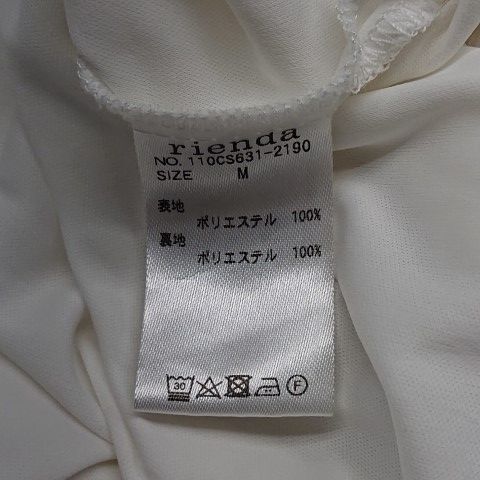 rienda
NO. 110CS631-2190
SIZE M
表地
ポリエステル 100%
裏地
ポリエステル 100%
30 F